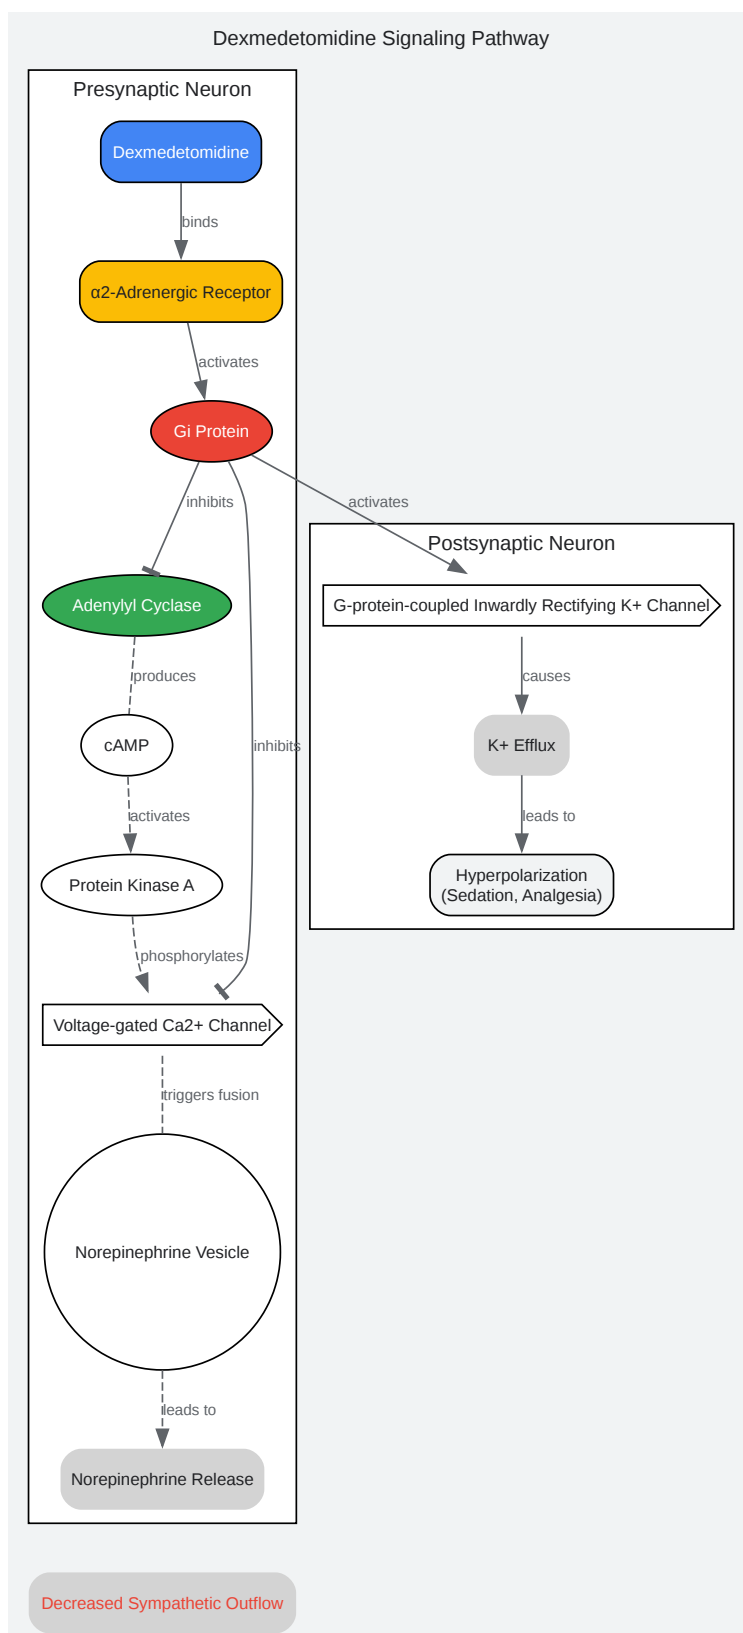 Dexmedetomidine Signaling Pathway
Presynaptic Neuron
Dexmedetomidine
binds
α2-Adrenergic Receptor
activates
Gi Protein
inhibits
activates
Adenylyl Cyclase
produces
cAMP
inhibits
activates
Protein Kinase A
phosphorylates
Voltage-gated Ca2+ Channel
triggers fusion
Norepinephrine Vesicle
leads to
Norepinephrine Release
Postsynaptic Neuron
G-protein-coupled Inwardly Rectifying K+ Channel
causes
K+ Efflux
leads to
Hyperpolarization
(Sedation, Analgesia)
Decreased Sympathetic Outflow